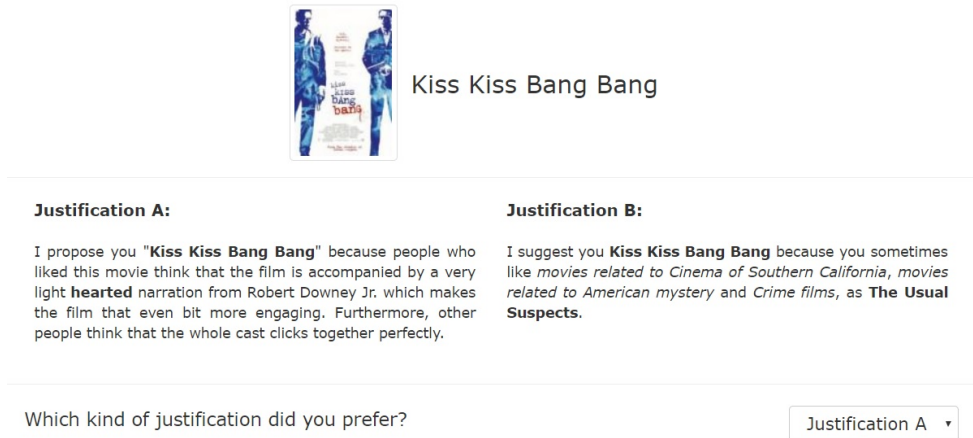 kiss
kiss
bang
bang
Kiss Kiss Bang Bang
Justification A:
I propose you "Kiss Kiss Bang Bang" because people who
liked this movie think that the film is accompanied by a very
light hearted narration from Robert Downey Jr. which makes
the film that even bit more engaging. Furthermore, other
people think that the whole cast clicks together perfectly.
Justification B:
I suggest you Kiss Kiss Bang Bang because you sometimes
like movies related to Cinema of Southern California, movies
related to American mystery and Crime films, as The Usual
Suspects.
Which kind of justification did you prefer?
Justification A